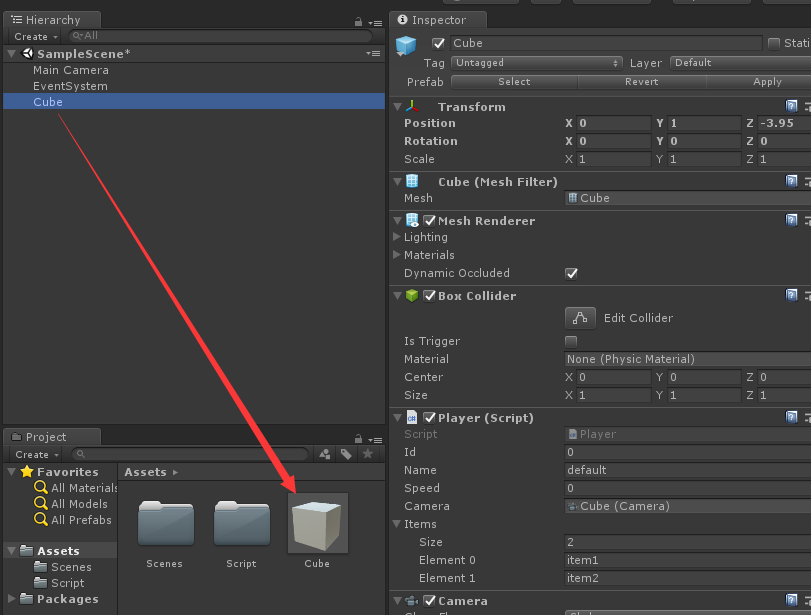 Hierarchy
Create
All
SampleScene*
Main Camera
EventSystem
Cube
Project
Create
Favorites
All Materials
All Models
All Prefabs
Assets
Scenes
Script
Packages
Assets
Scenes
Script
Cube
Inspector
Cube
Stati
Tag Untagged Layer Default
Prefab Select Revert Apply
Transform
Position X 0 Y 1 Z -3.95
Rotation X 0 Y 0 Z 0
Scale X 1 Y 1 Z 1
Cube (Mesh Filter)
Mesh Cube
Mesh Renderer
Lighting
Materials
Dynamic Occluded
Box Collider
Edit Collider
Is Trigger
Material None (Physic Material)
Center X 0 Y 0 Z 0
Size X 1 Y 1 Z 1
Player (Script)
Script Player
Id 0
Name default
Speed 0
Camera Cube (Camera)
Items
Size 2
Element 0 item1
Element 1 item2
Camera